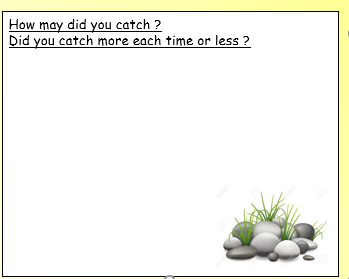 How may did you catch ?
Did you catch more each time or less ?